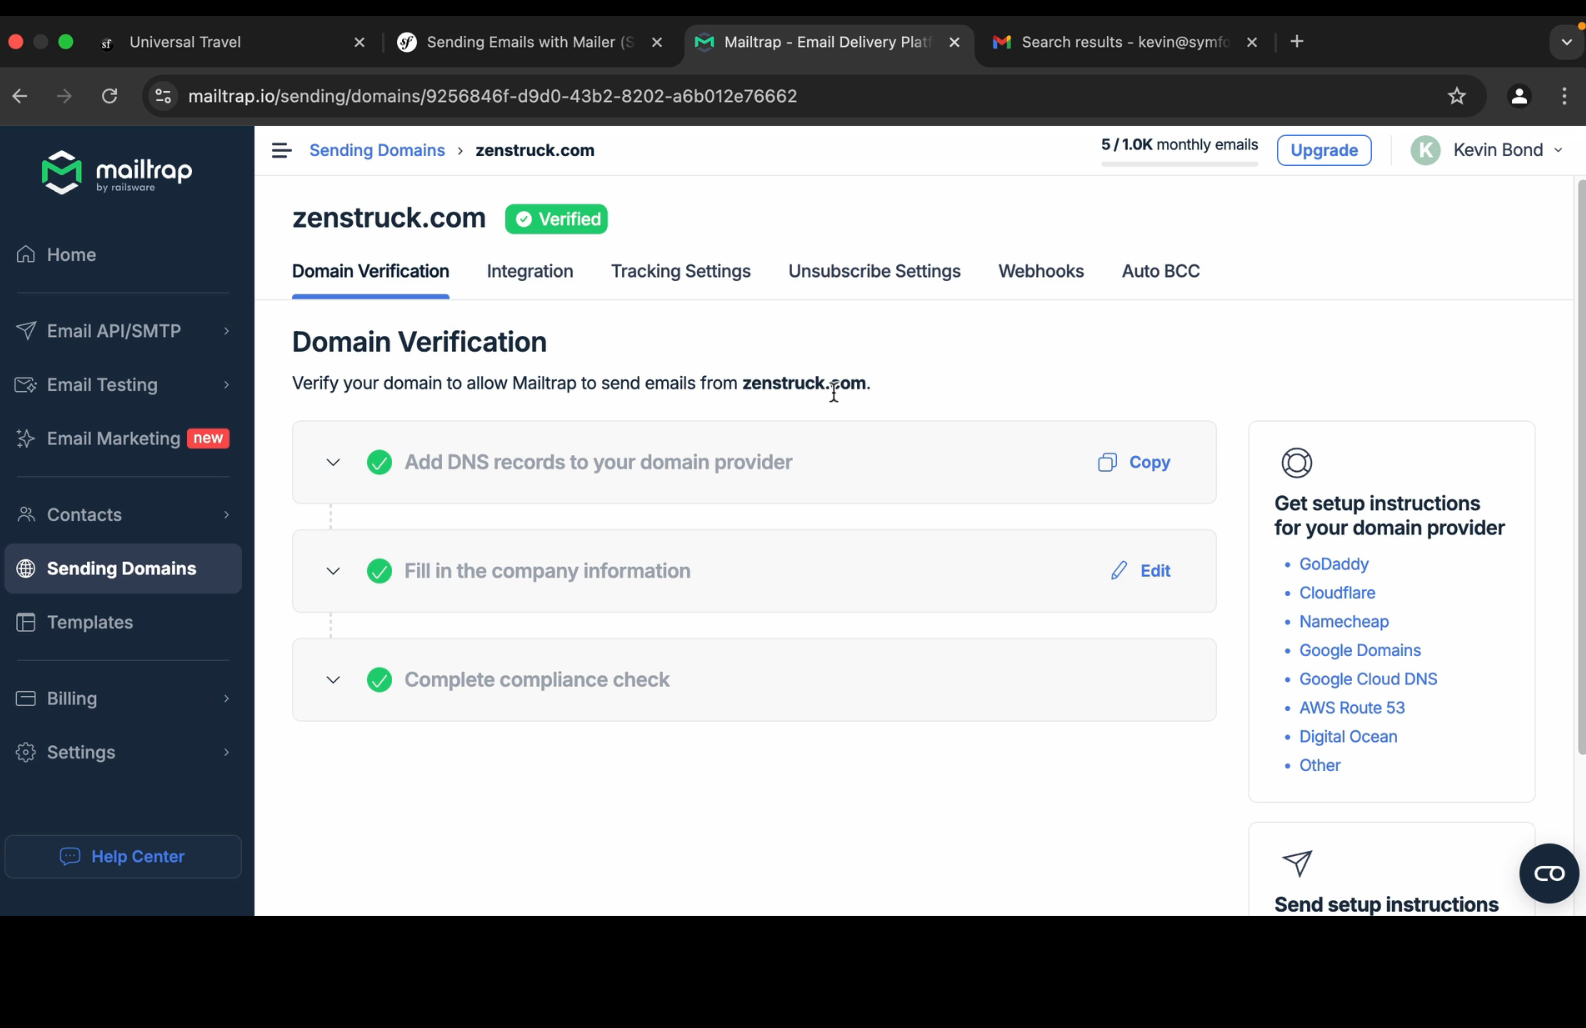 Universal Travel
Sending Emails with Mailer (S
Mailtrap - Email Delivery Platf
Search results - kevin@symfo
mailtrap.io/sending/domains/9256846f-d9d0-43b2-8202-a6b012e76662
mailtrap
by railsware
Home
Email API/SMTP
Email Testing
Email Marketing new
Contacts
Sending Domains
Templates
Billing
Settings
Help Center
Sending Domains › zenstruck.com
5 / 1.0K monthly emails
Upgrade
K Kevin Bond
zenstruck.com Verified
Domain Verification Integration Tracking Settings Unsubscribe Settings Webhooks Auto BCC
Domain Verification
Verify your domain to allow Mailtrap to send emails from zenstruck.com.
Add DNS records to your domain provider Copy
Fill in the company information Edit
Complete compliance check
Get setup instructions
for your domain provider
• GoDaddy
• Cloudflare
• Namecheap
• Google Domains
• Google Cloud DNS
• AWS Route 53
• Digital Ocean
• Other
Send setup instructions